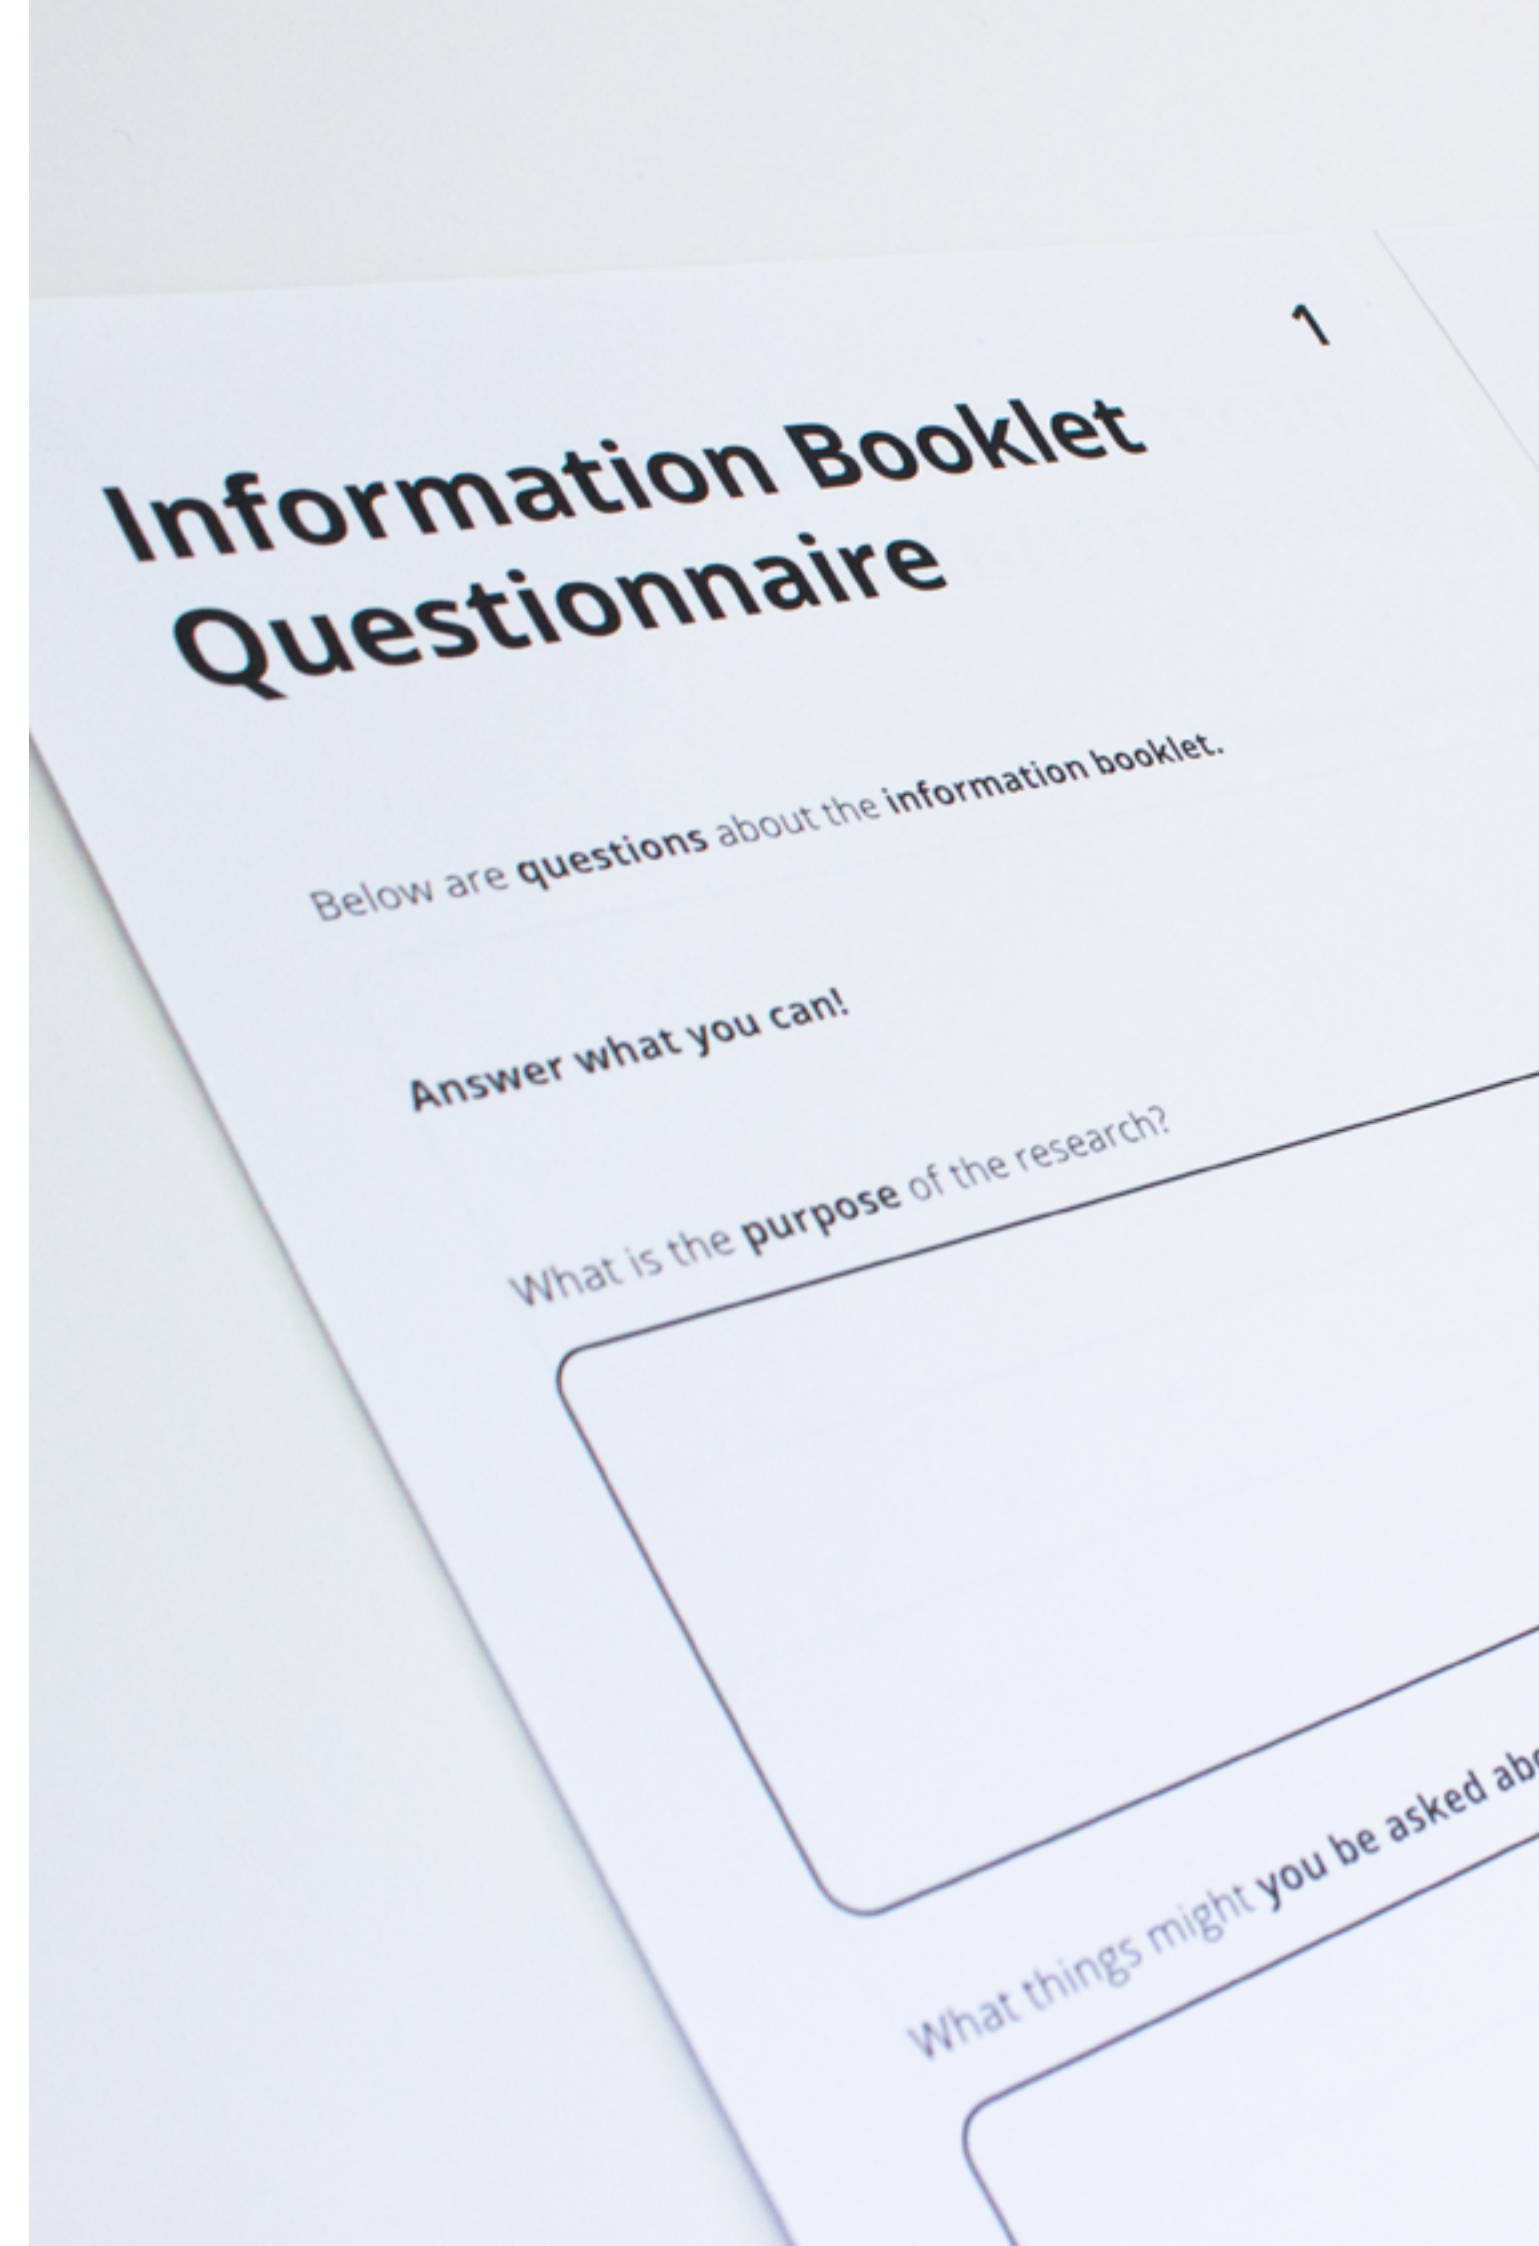 1
Information Booklet
Questionnaire
Below are questions about the information booklet.
Answer what you can!
What is the purpose of the research?
What things might you be asked